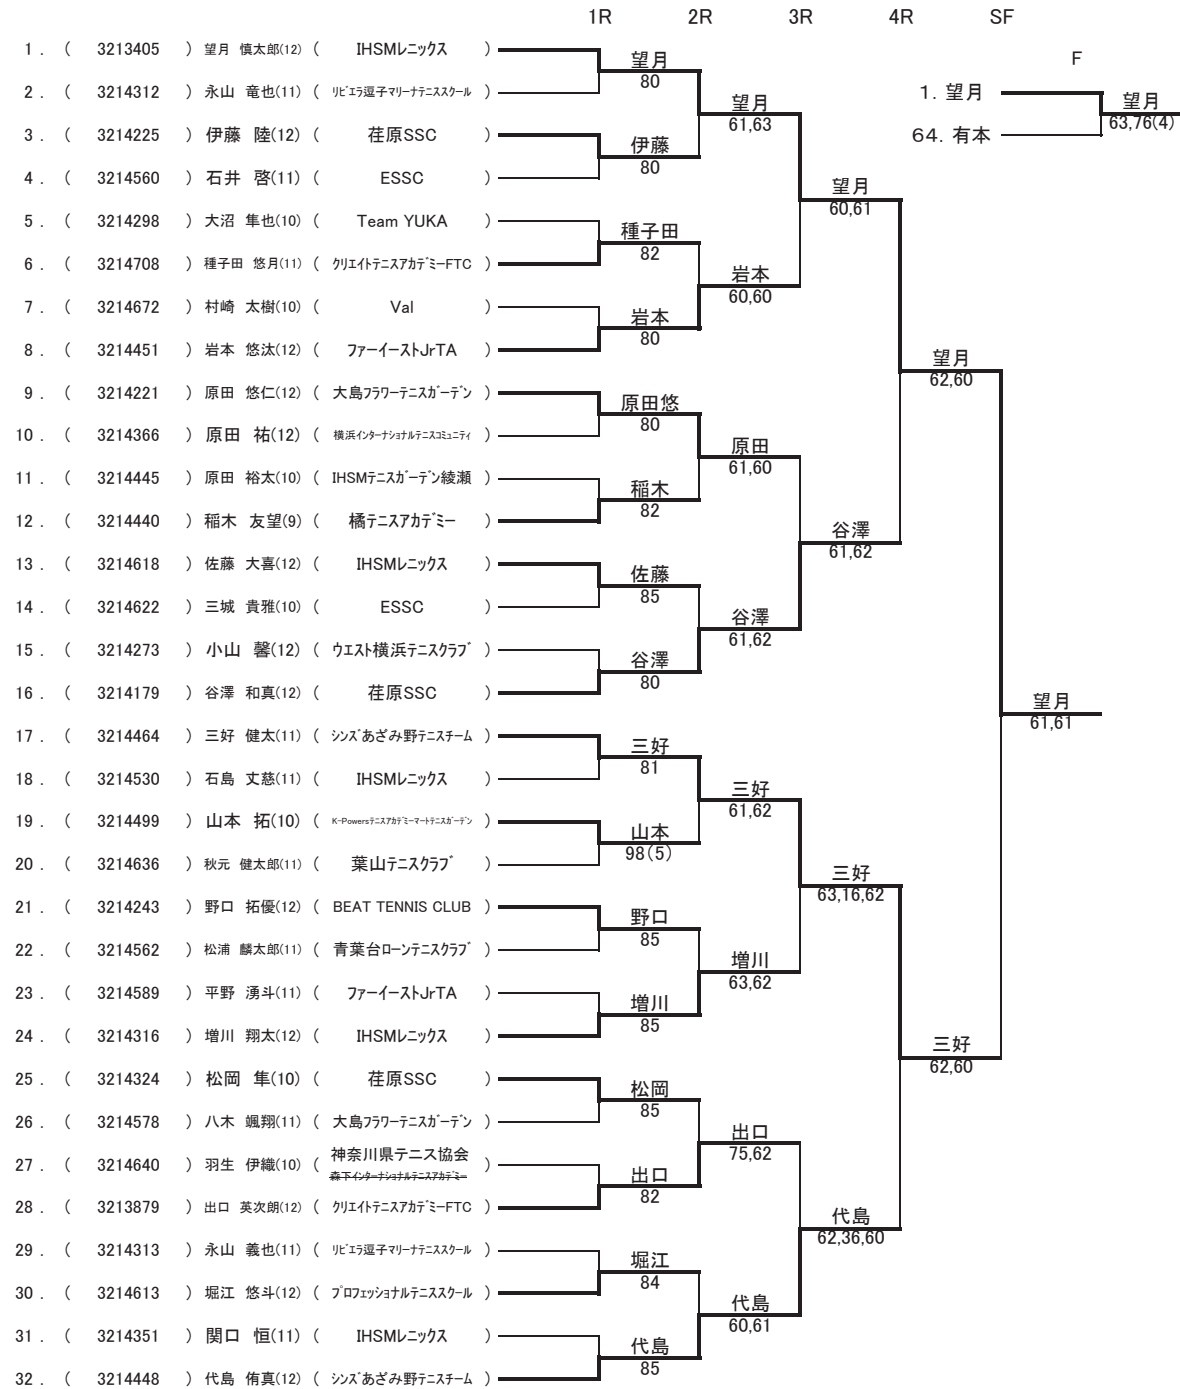 1R 2R 3R 4R SF
F
1. 望月
64. 有本
望月
63,76(4)
1. ( 3213405 ) 望月 慎太郎(12) ( IHSMレニックス )
2. ( 3214312 ) 永山 竜也(11) ( リビエラ逗子マリーナテニススクール )
3. ( 3214225 ) 伊藤 陸(12) ( 荏原SSC )
4. ( 3214560 ) 石井 啓(11) ( ESSC )
5. ( 3214298 ) 大沼 隼也(10) ( Team YUKA )
6. ( 3214708 ) 種子田 悠月(11) ( クリエイトテニスアカデミーFTC )
7. ( 3214672 ) 村崎 太樹(10) ( Val )
8. ( 3214451 ) 岩本 悠汰(12) ( ファーイーストJrTA )
9. ( 3214221 ) 原田 悠仁(12) ( 大島フラワーテニスガーデン )
10. ( 3214366 ) 原田 祐(12) ( 横浜インターナショナルテニスコミュニティ )
11. ( 3214445 ) 原田 裕太(10) ( IHSMテニスガーデン綾瀬 )
12. ( 3214440 ) 稲木 友望(9) ( 橘テニスアカデミー )
13. ( 3214618 ) 佐藤 大喜(12) ( IHSMレニックス )
14. ( 3214622 ) 三城 貴雅(10) ( ESSC )
15. ( 3214273 ) 小山 馨(12) ( ウエスト横浜テニスクラブ )
16. ( 3214179 ) 谷澤 和真(12) ( 荏原SSC )
17. ( 3214464 ) 三好 健太(11) ( シンズあざみ野テニスチーム )
18. ( 3214530 ) 石島 丈慈(11) ( IHSMレニックス )
19. ( 3214499 ) 山本 拓(10) ( K-Powersテニスアカデミーマートテニスガーデン )
20. ( 3214636 ) 秋元 健太郎(11) ( 葉山テニスクラブ )
21. ( 3214243 ) 野口 拓優(12) ( BEAT TENNIS CLUB )
22. ( 3214562 ) 松浦 麟太郎(11) ( 青葉台ローンテニスクラブ )
23. ( 3214589 ) 平野 湧斗(11) ( ファーイーストJrTA )
24. ( 3214316 ) 増川 翔太(12) ( IHSMレニックス )
25. ( 3214324 ) 松岡 隼(10) ( 荏原SSC )
26. ( 3214578 ) 八木 颯翔(11) ( 大島フラワーテニスガーデン )
27. ( 3214640 ) 羽生 伊織(10) ( 神奈川県テニス協会
森下インターナショナルテニスアカデミー )
28. ( 3213879 ) 出口 英次朗(12) ( クリエイトテニスアカデミーFTC )
29. ( 3214313 ) 永山 義也(11) ( リビエラ逗子マリーナテニススクール )
30. ( 3214613 ) 堀江 悠斗(12) ( プロフェッショナルテニススクール )
31. ( 3214351 ) 関口 恒(11) ( IHSMレニックス )
32. ( 3214448 ) 代島 侑真(12) ( シンズあざみ野テニスチーム )
望月
80
伊藤
80
種子田
82
岩本
80
原田悠
80
稲木
82
佐藤
85
谷澤
80
三好
81
山本
98(5)
野口
85
増川
85
松岡
85
出口
82
堀江
84
代島
85
望月
61,63
岩本
60,60
原田
61,60
谷澤
61,62
三好
61,62
増川
63,62
出口
75,62
代島
60,61
望月
60,61
谷澤
61,62
三好
63,16,62
代島
62,36,60
望月
62,60
三好
62,60
望月
61,61